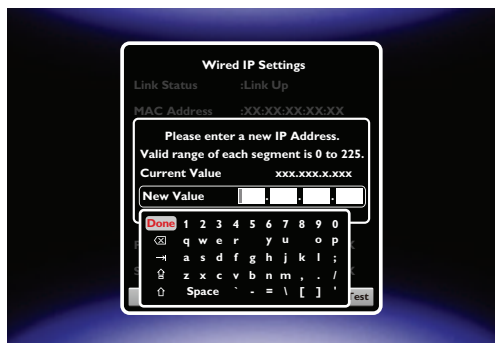 Wired IP Settings
Link Status :Link Up
MAC Address :XX:XX:XX:XX:XX
Please enter a new IP Address.
Valid range of each segment is 0 to 225.
Current Value xxx.xxx.x.xxx
New Value . . .
Done 1 2 3 4 5 6 7 8 9 0
q w e r y u o p
a s d f g h j k l ;
z x c v b n m , . /
Space ` - = \ [ ] '
Test